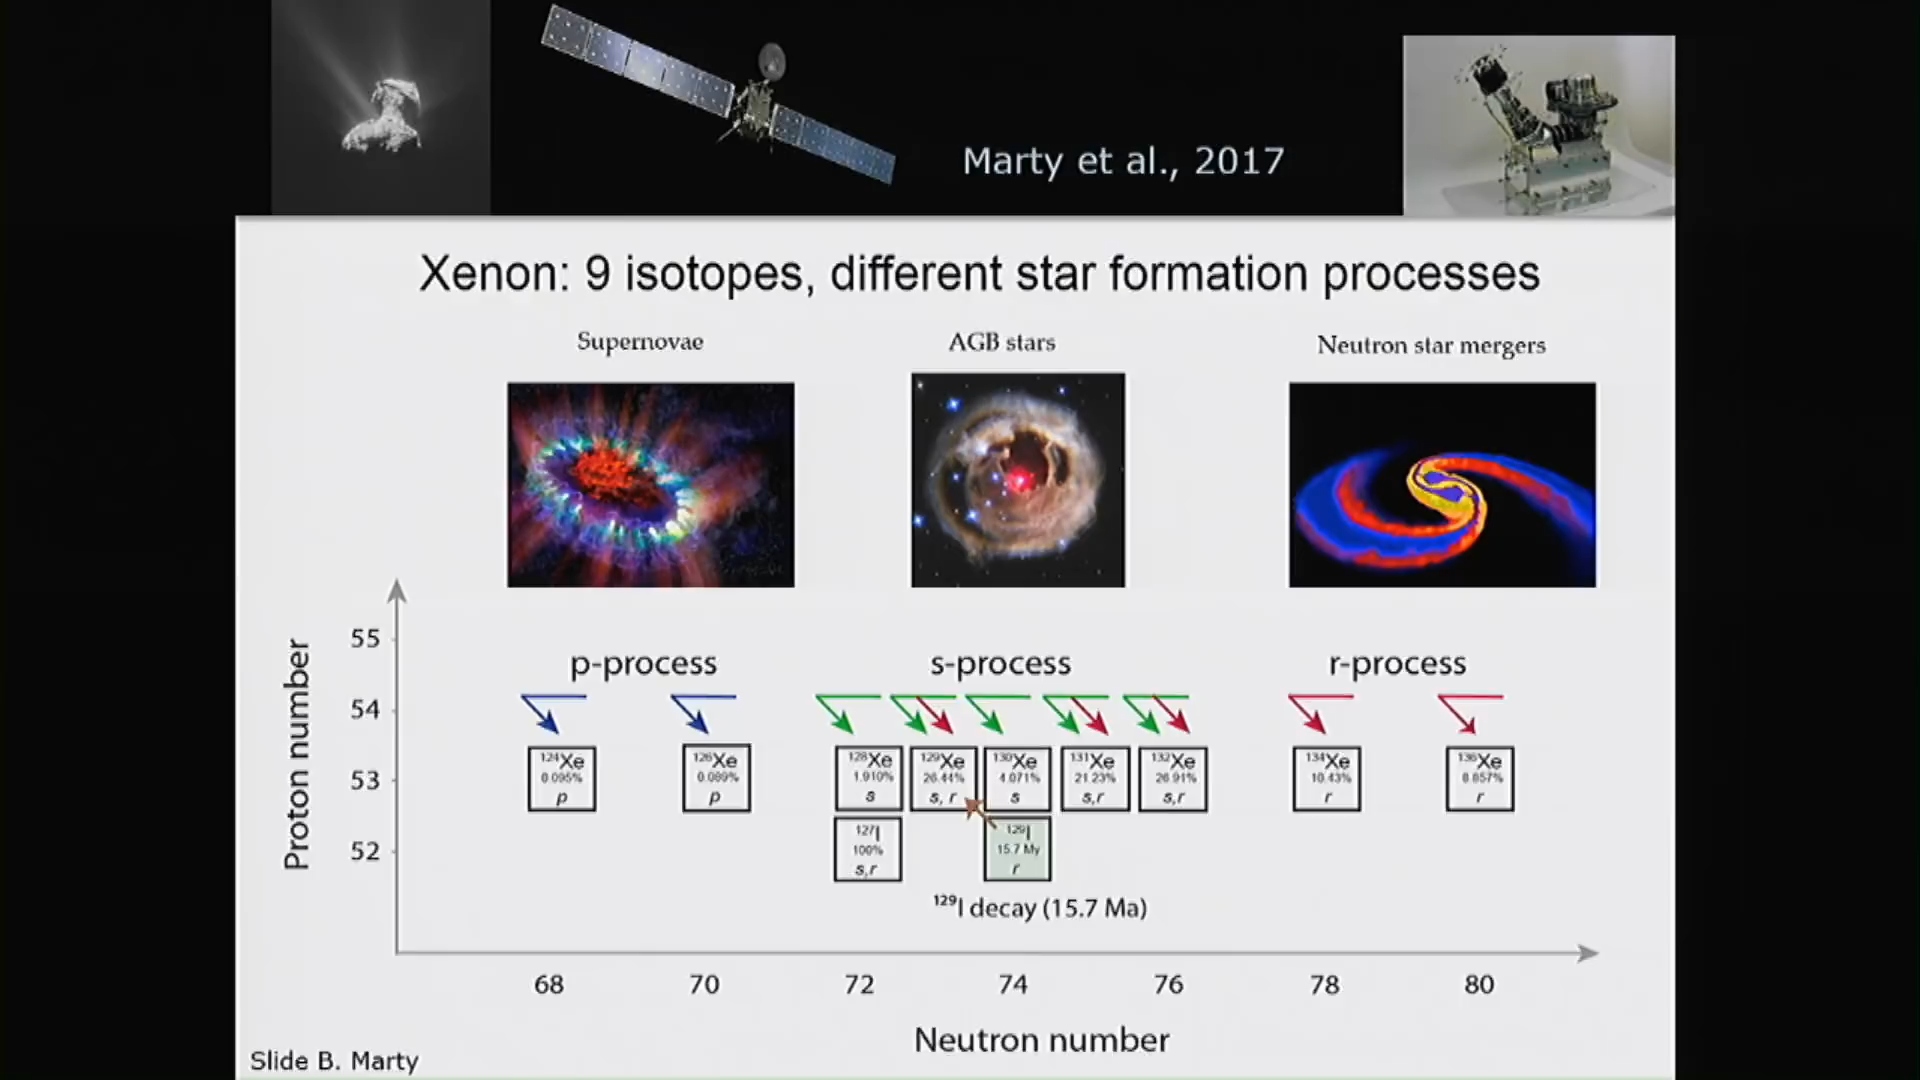 Marty et al., 2017
Xenon: 9 isotopes, different star formation processes
Supernovae
AGB stars
Neutron star mergers
Proton number
55
54
53
52
p-process
s-process
r-process
¹²⁴Xe
0.095%
p
¹²⁶Xe
0.089%
p
¹²⁸Xe
1.910%
s
¹²⁹Xe
26.44%
s, r
¹³⁰Xe
4.071%
s
¹³¹Xe
21.23%
s,r
¹³²Xe
26.91%
s,r
¹³⁴Xe
10.43%
r
¹³⁶Xe
8.857%
r
¹²⁷I
100%
s,r
¹²⁹I
15.7 My
r
¹²⁹I decay (15.7 Ma)
68
70
72
74
76
78
80
Neutron number
Slide B. Marty